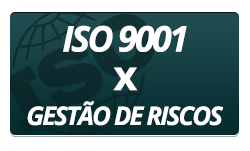 ISO 9001
X
GESTÃO DE RISCOS